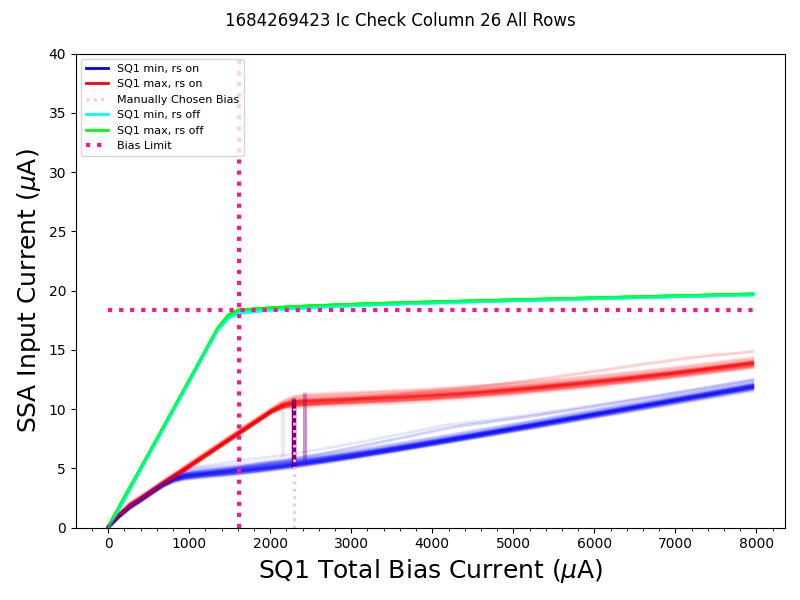 1684269423 Ic Check Column 26 All Rows
40
35
30
25
20
15
10
5
0
SSA Input Current (μA)
SQ1 min, rs on
SQ1 max, rs on
Manually Chosen Bias
SQ1 min, rs off
SQ1 max, rs off
Bias Limit
0 1000 2000 3000 4000 5000 6000 7000 8000
SQ1 Total Bias Current (μA)